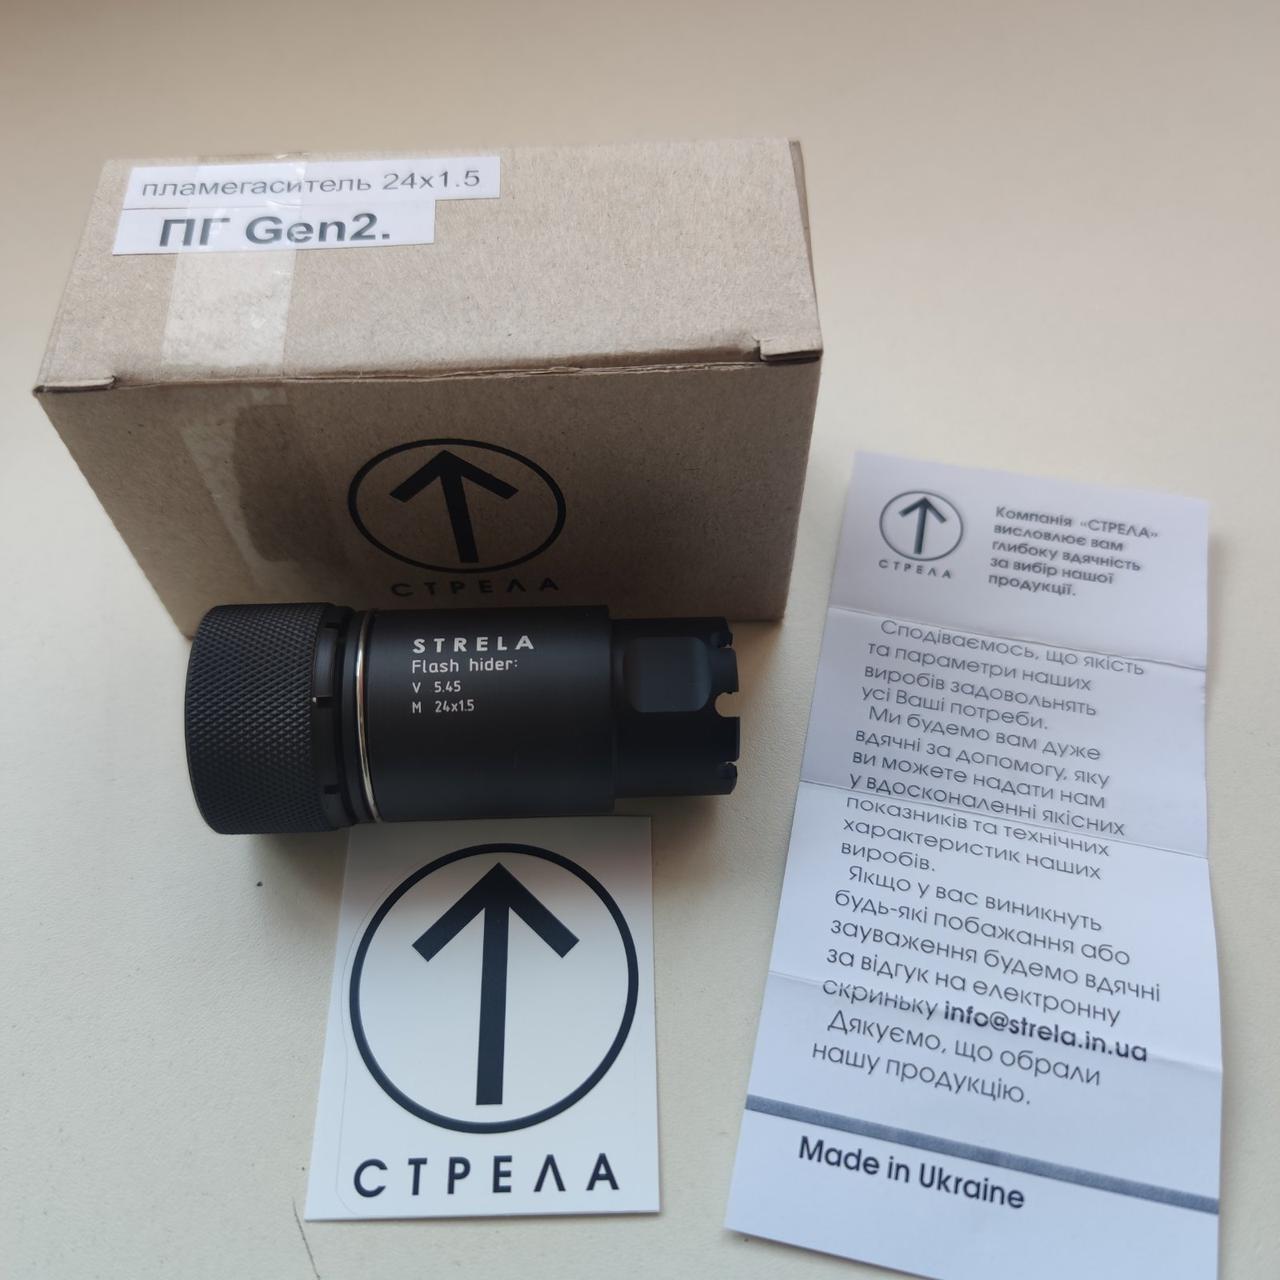 пламегаситель 24x1.5
ПГ Gen2.
СТРЕЛА
STRELA
Flash hider:
V 5.45
M 24x1.5
СТРЕЛА
СТРЕЛА
Компанія «СТРЕЛА»
висловлює вам
глибоку вдячність
за вибір нашої
продукції.
Сподіваємось, що якість
та параметри наших
виробів задовольнять
усі Ваші потреби.
Ми будемо вам дуже
вдячні за допомогу, яку
ви можете надати нам
у вдосконаленні якісних
показників та технічних
характеристик наших
виробів.
Якщо у вас виникнуть
будь-які побажання або
зауваження будемо вдячні
за відгук на електронну
скриньку info@strela.in.ua
Дякуємо, що обрали
нашу продукцію.
Made in Ukraine